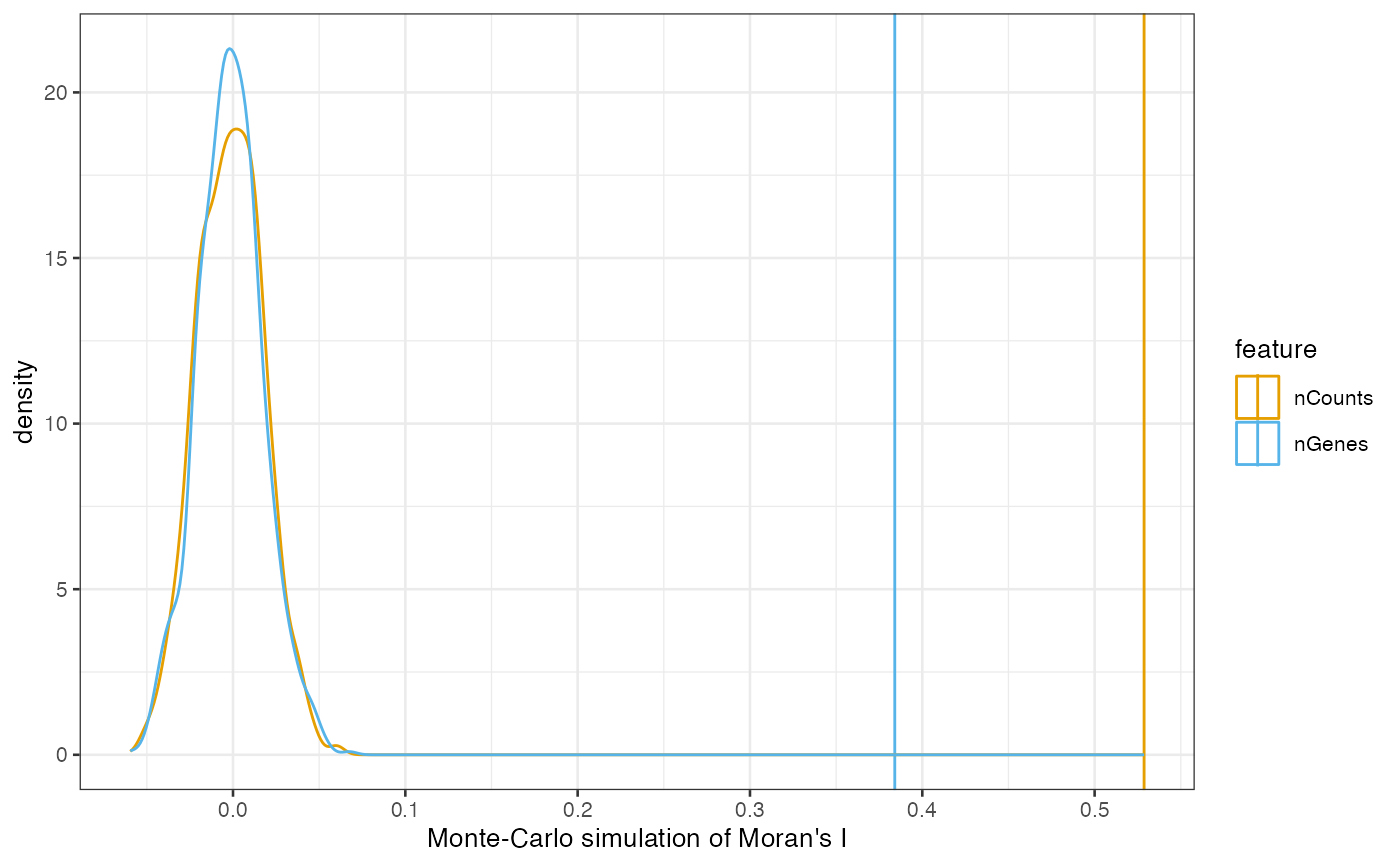 20
15
10
5
0
density
0.0 0.1 0.2 0.3 0.4 0.5
Monte-Carlo simulation of Moran's I
feature
nCounts
nGenes